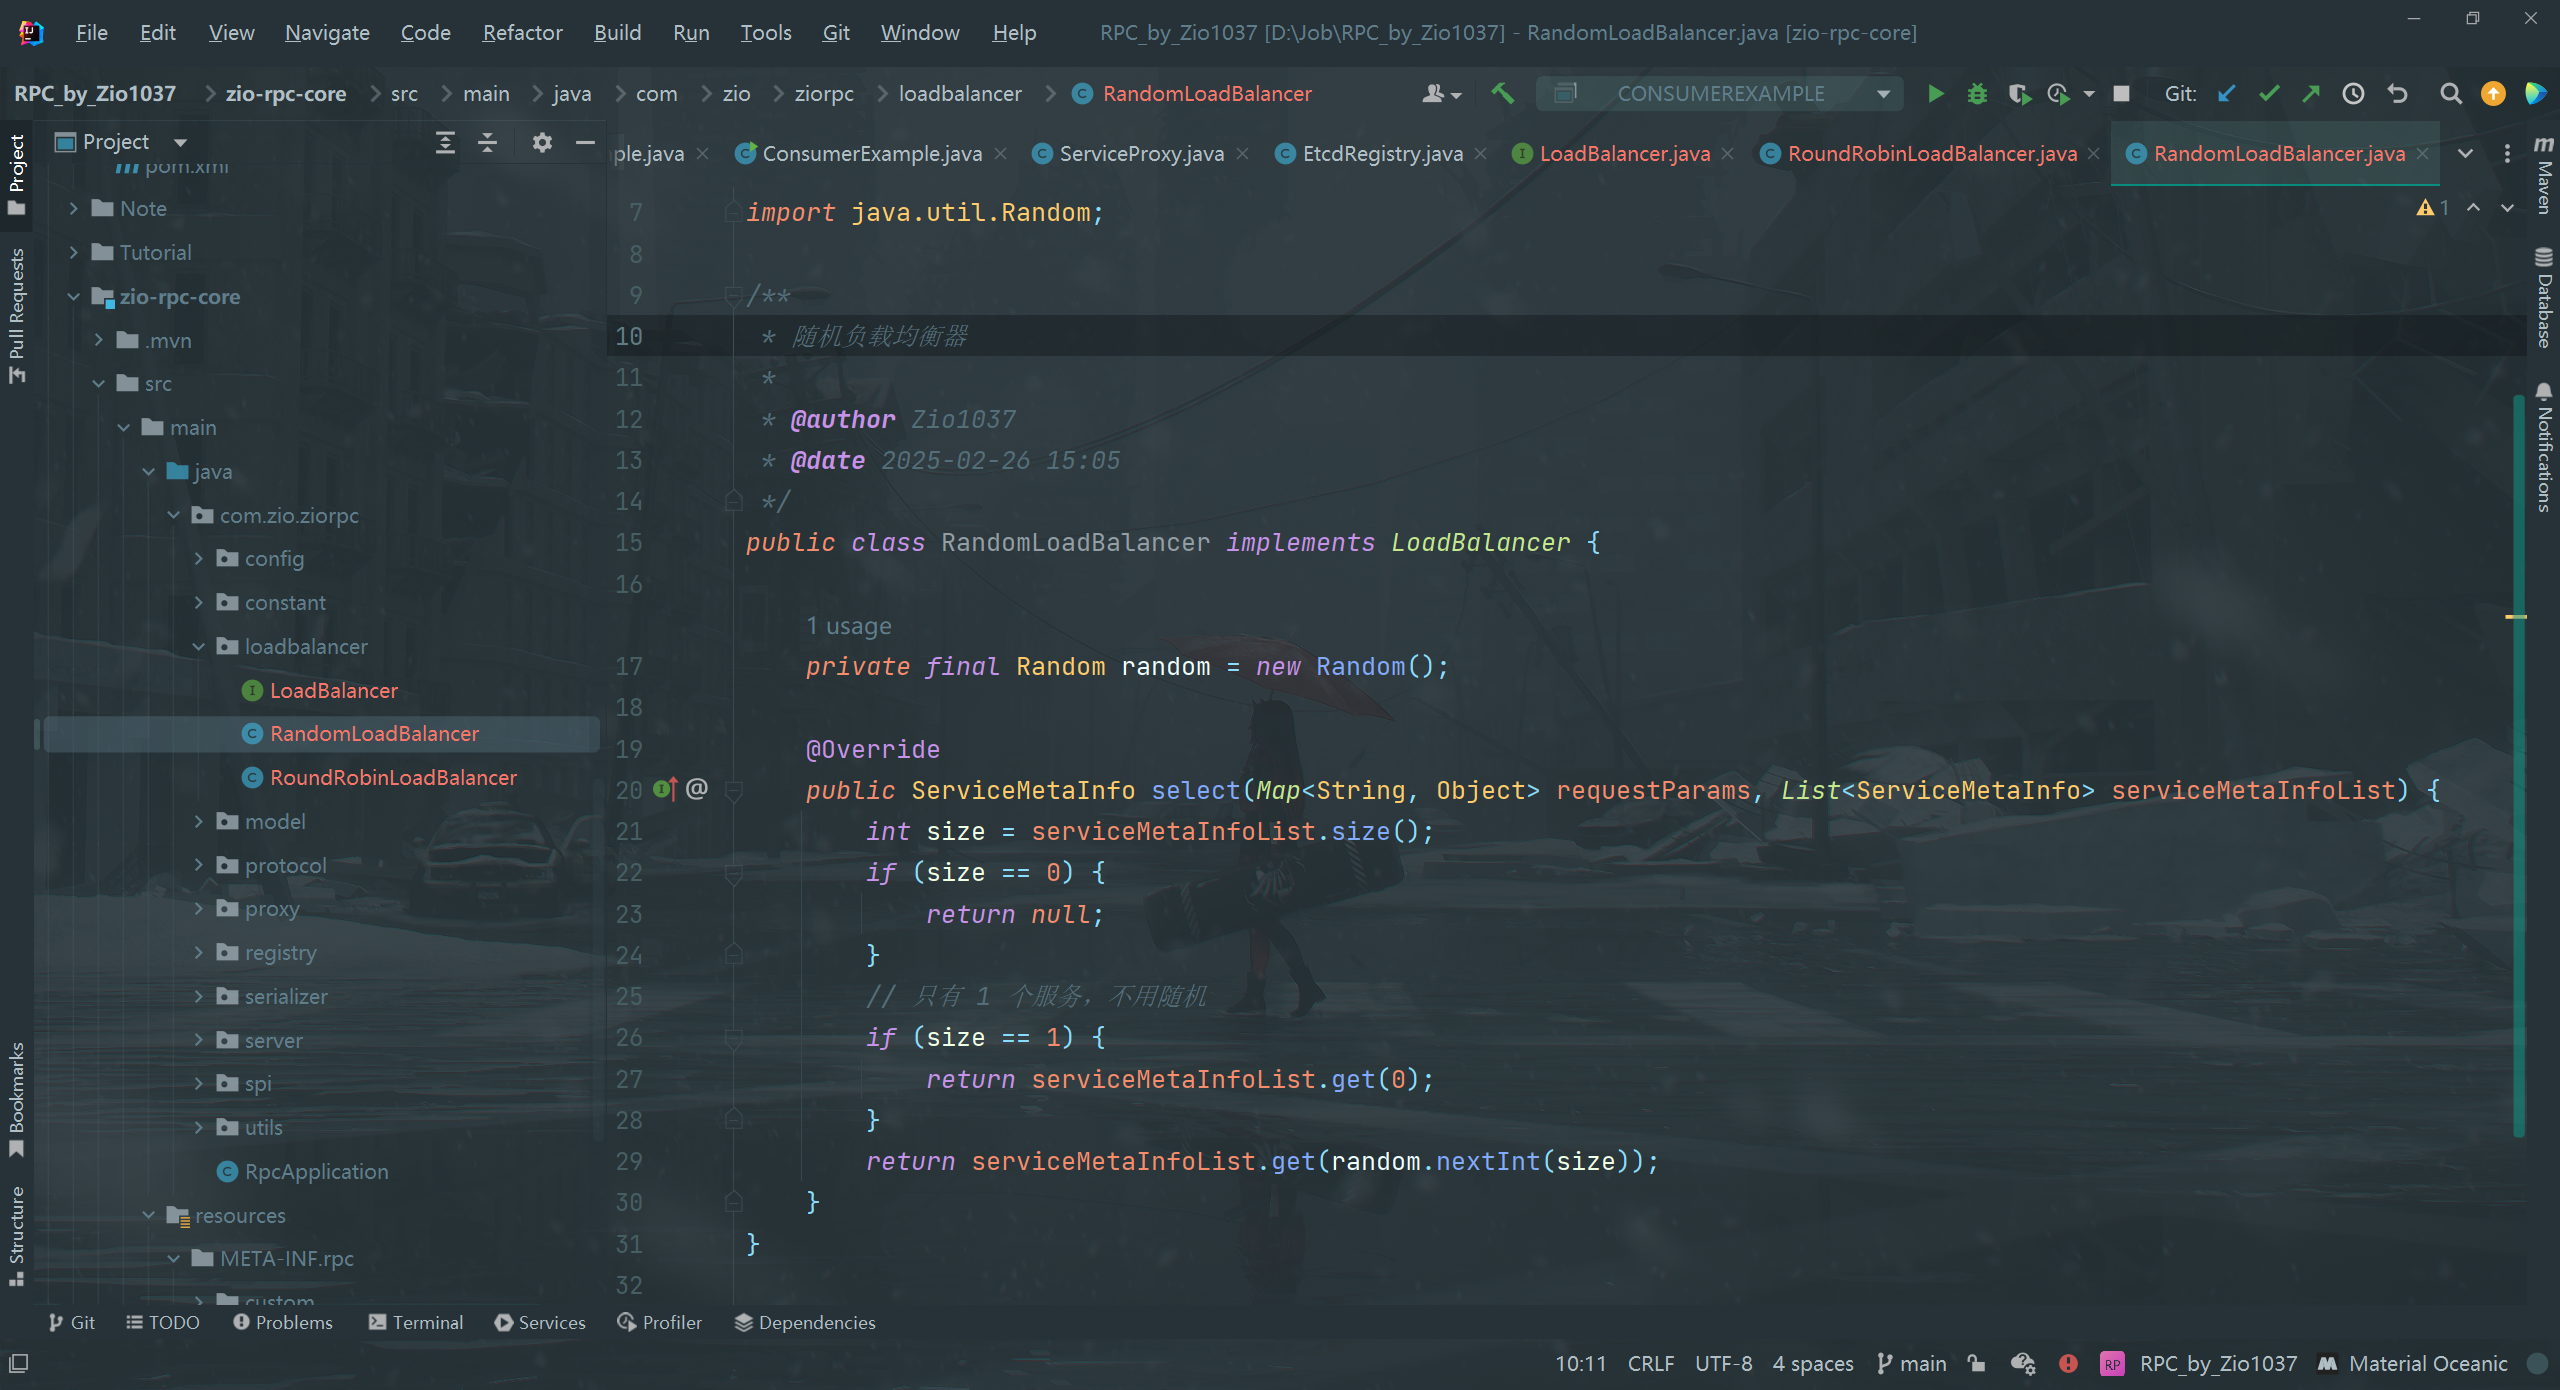 File Edit View Navigate Code Refactor Build Run Tools Git Window Help RPC_by_Zio1037 [D:\Job\RPC_by_Zio1037] - RandomLoadBalancer.java [zio-rpc-core]
RPC_by_Zio1037 zio-rpc-core src main java com zio ziorpc loadbalancer RandomLoadBalancer CONSUMEREXAMPLE Git:
Project
ple.java ConsumerExample.java ServiceProxy.java EtcdRegistry.java LoadBalancer.java RoundRobinLoadBalancer.java RandomLoadBalancer.java
Project
Pull Requests
Bookmarks
Structure
pom.xml
Note
Tutorial
zio-rpc-core
.mvn
src
main
java
com.zio.ziorpc
config
constant
loadbalancer
LoadBalancer
RandomLoadBalancer
RoundRobinLoadBalancer
model
protocol
proxy
registry
serializer
server
spi
utils
RpcApplication
resources
META-INF.rpc
custom
1
7 import java.util.Random;
8
9 /**
10 * 随机负载均衡器
11 *
12 * @author Zio1037
13 * @date 2025-02-26 15:05
14 */
15 public class RandomLoadBalancer implements LoadBalancer {
16
1 usage
17 private final Random random = new Random();
18
19 @Override
20 @ public ServiceMetaInfo select(Map<String, Object> requestParams, List<ServiceMetaInfo> serviceMetaInfoList) {
21 int size = serviceMetaInfoList.size();
22 if (size == 0) {
23 return null;
24 }
25 // 只有 1 个服务，不用随机
26 if (size == 1) {
27 return serviceMetaInfoList.get(0);
28 }
29 return serviceMetaInfoList.get(random.nextInt(size));
30 }
31 }
32
Maven
Database
Notifications
Git TODO Problems Terminal Services Profiler Dependencies
10:11 CRLF UTF-8 4 spaces main RP RPC_by_Zio1037 Material Oceanic